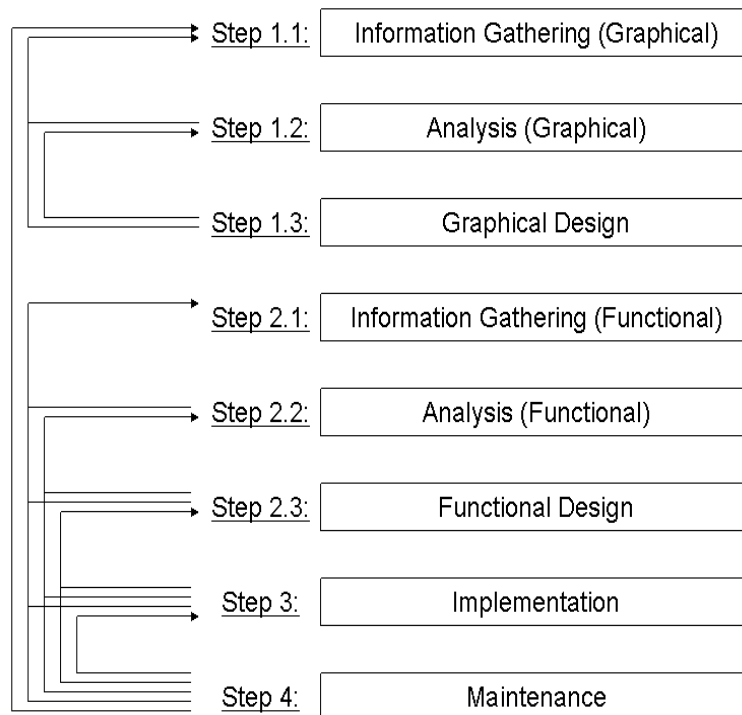 Step 1.1: Information Gathering (Graphical)
Step 1.2: Analysis (Graphical)
Step 1.3: Graphical Design
Step 2.1: Information Gathering (Functional)
Step 2.2: Analysis (Functional)
Step 2.3: Functional Design
Step 3: Implementation
Step 4: Maintenance